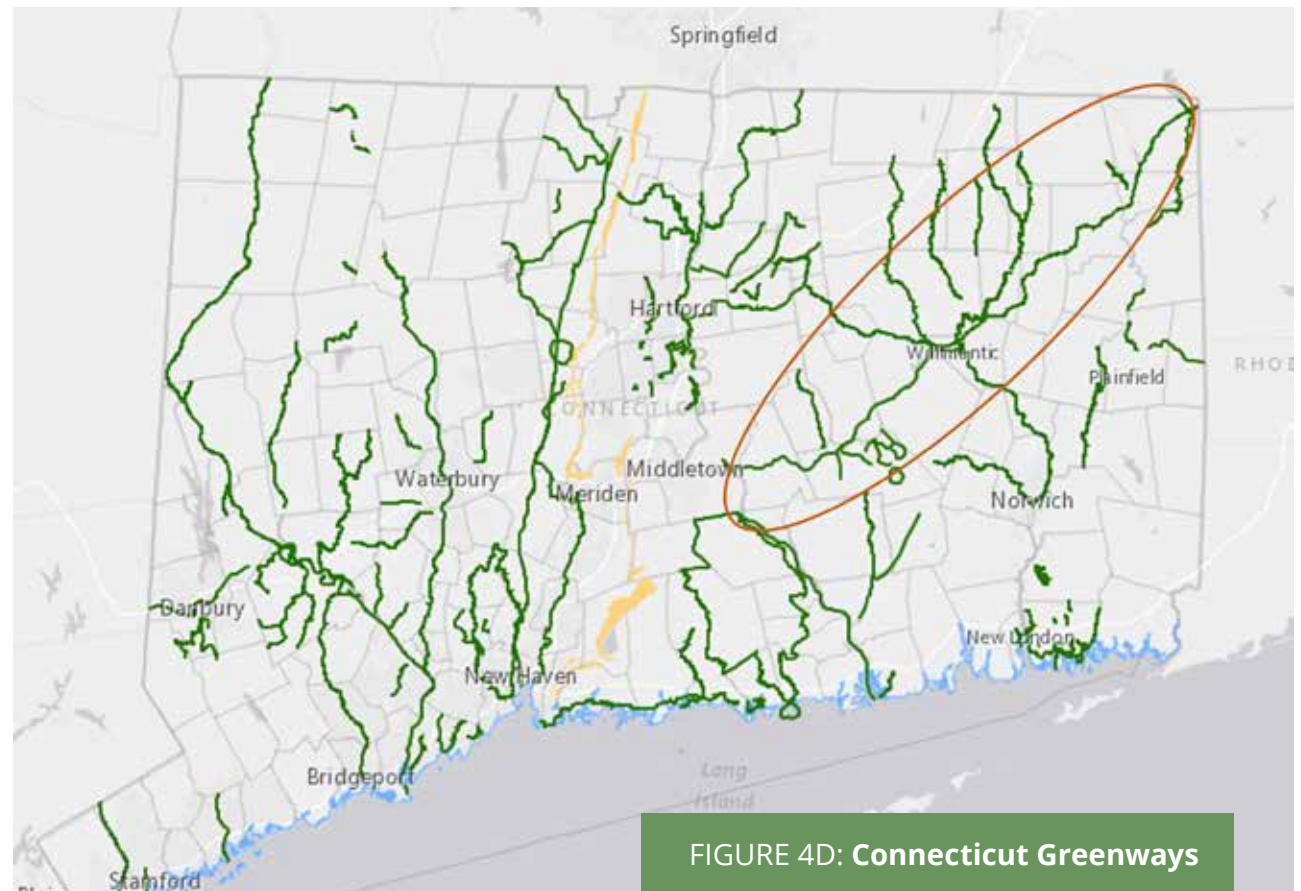 Springfield
Hartford
Willimantic
RHOD
Plainfield
CONNECTICUT
Waterbury
Middletown
Meriden
Norwich
Danbury
New London
New Haven
Bridgeport
Long
Island
FIGURE 4D: Connecticut Greenways
Stamford